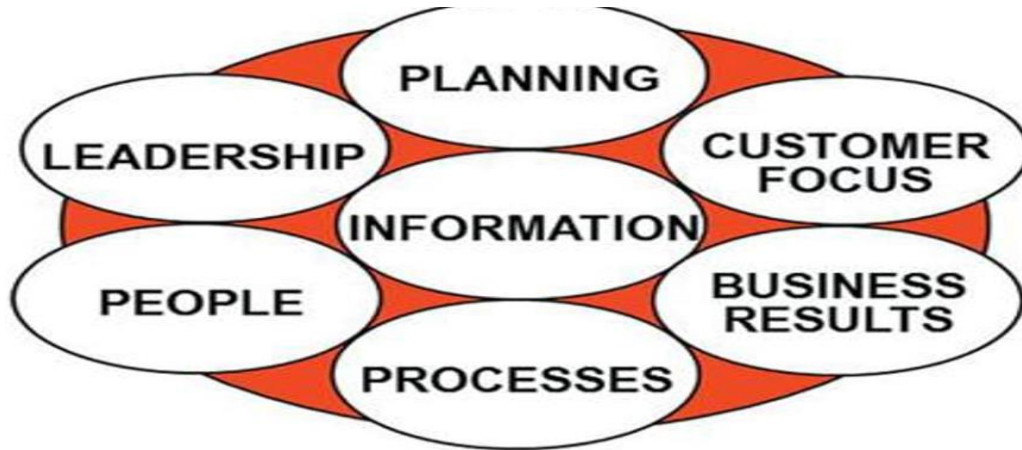 PLANNING
LEADERSHIP
CUSTOMER
FOCUS
INFORMATION
PEOPLE
BUSINESS
RESULTS
PROCESSES